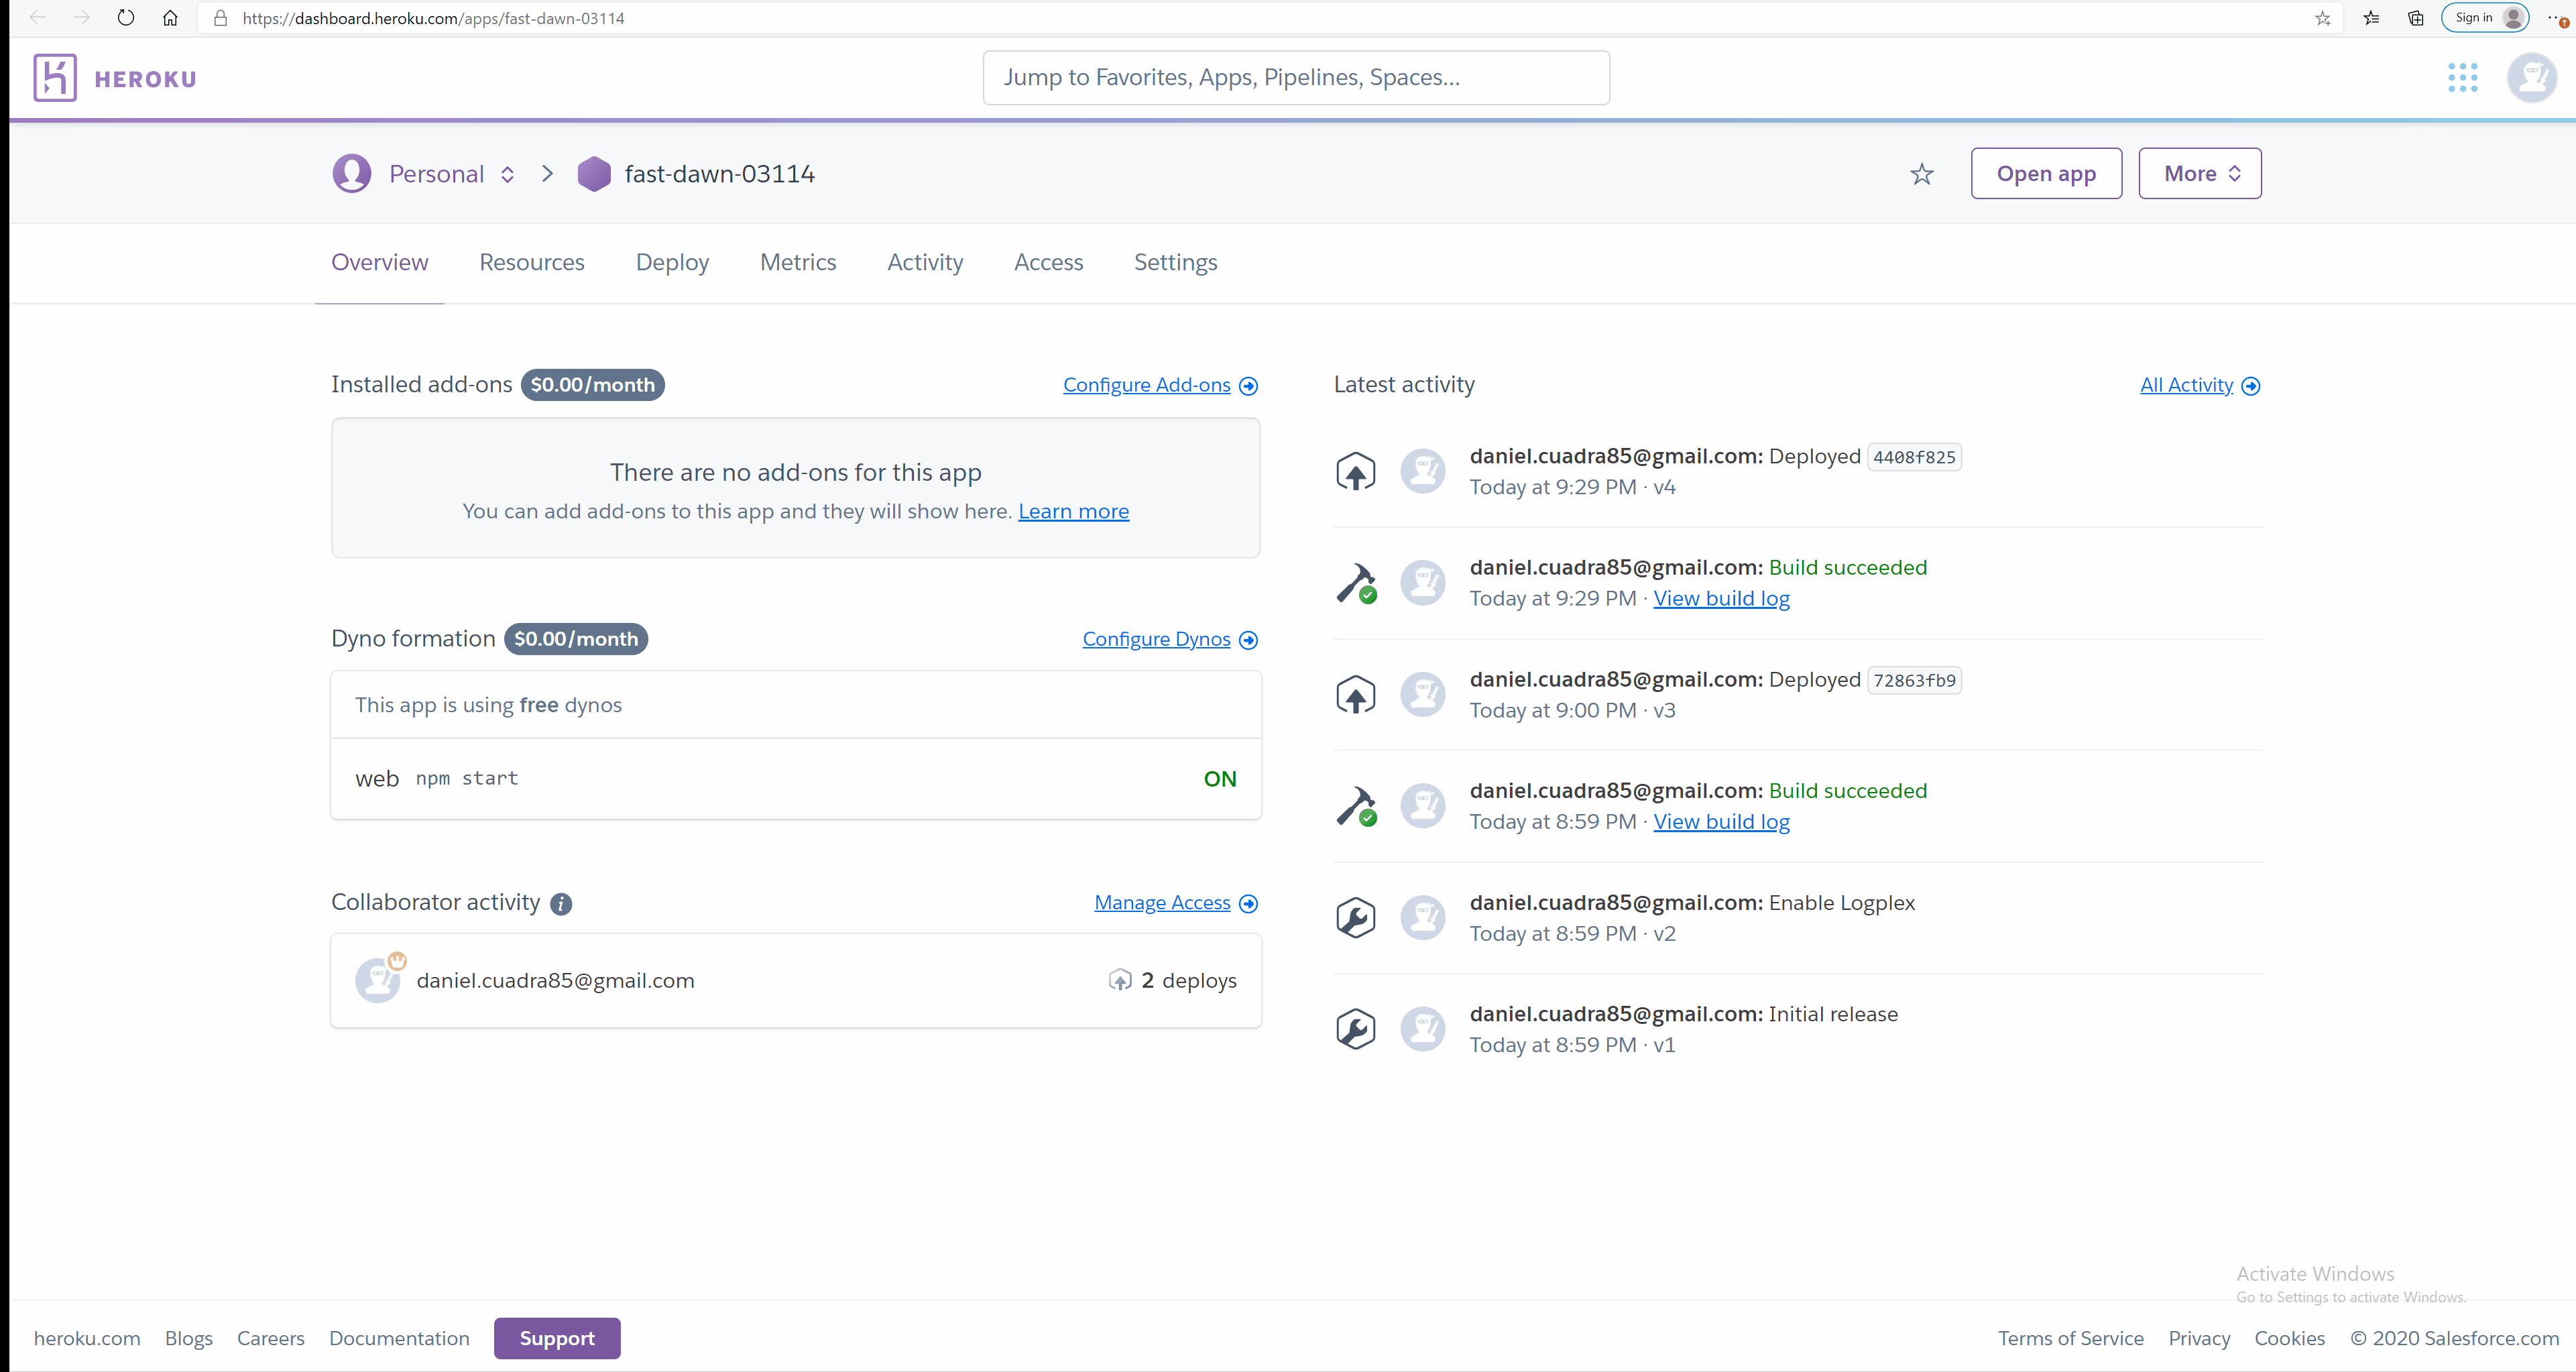 https://dashboard.heroku.com/apps/fast-dawn-03114
Sign in
HEROKU
Jump to Favorites, Apps, Pipelines, Spaces...
Personal
fast-dawn-03114
Open app
More
Overview
Resources
Deploy
Metrics
Activity
Access
Settings
Installed add-ons $0.00/month
Configure Add-ons
There are no add-ons for this app
You can add add-ons to this app and they will show here. Learn more
Dyno formation $0.00/month
Configure Dynos
This app is using free dynos
web npm start ON
Collaborator activity
Manage Access
daniel.cuadra85@gmail.com 2 deploys
Latest activity
All Activity
daniel.cuadra85@gmail.com: Deployed 4408f825
Today at 9:29 PM · v4
daniel.cuadra85@gmail.com: Build succeeded
Today at 9:29 PM · View build log
daniel.cuadra85@gmail.com: Deployed 72863fb9
Today at 9:00 PM · v3
daniel.cuadra85@gmail.com: Build succeeded
Today at 8:59 PM · View build log
daniel.cuadra85@gmail.com: Enable Logplex
Today at 8:59 PM · v2
daniel.cuadra85@gmail.com: Initial release
Today at 8:59 PM · v1
Activate Windows
Go to Settings to activate Windows.
heroku.com
Blogs
Careers
Documentation
Support
Terms of Service
Privacy
Cookies
© 2020 Salesforce.com